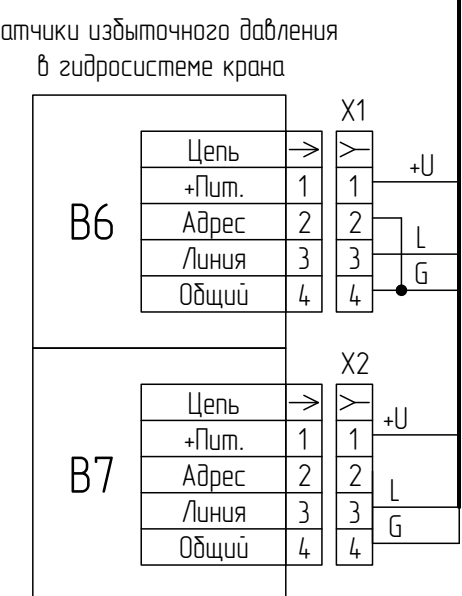 атчики избыточного давления
в гидросистеме крана
X1
Цепь
+U
+Пит. 1 1
B6
Адрес 2 2
L
Линия 3 3
G
Общий 4 4
X2
Цепь
+U
+Пит. 1 1
B7
Адрес 2 2
L
Линия 3 3
G
Общий 4 4